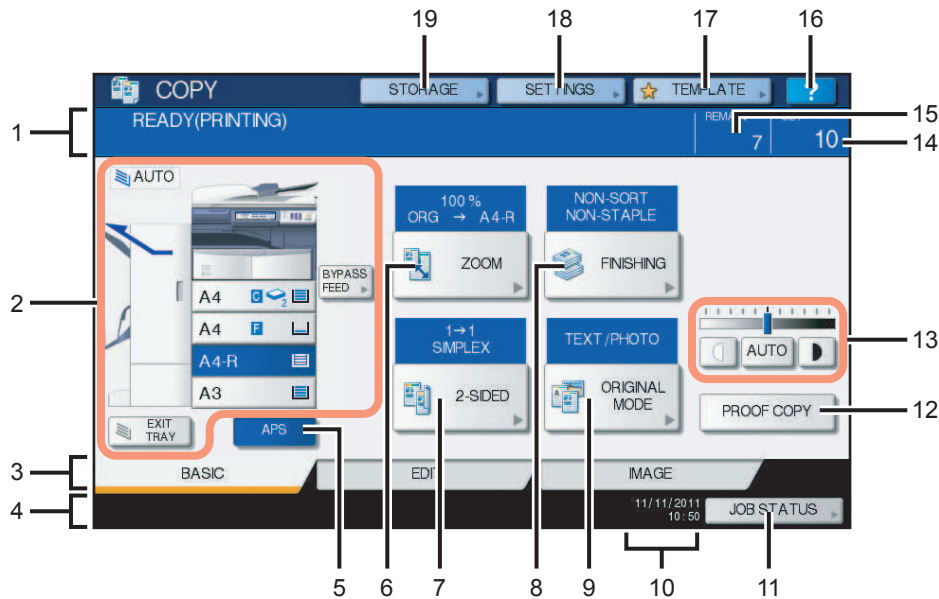 19 18 17 16
COPY STORAGE SETTINGS TEMPLATE ?
READY(PRINTING) REMAIN
15
7 10 14
1
AUTO
100 % NON-SORT
ORG → A4-R NON-STAPLE
ZOOM FINISHING
BYPASS
FEED
2
A4 C 2
A4 F
A4-R
A3
1→1 TEXT/PHOTO
SIMPLEX
2-SIDED ORIGINAL
MODE
AUTO 13
PROOF COPY 12
EXIT
TRAY
APS
3 BASIC EDIT IMAGE
4 11/11/2011
10:50
JOB STATUS
5 6 7 8 9 10 11